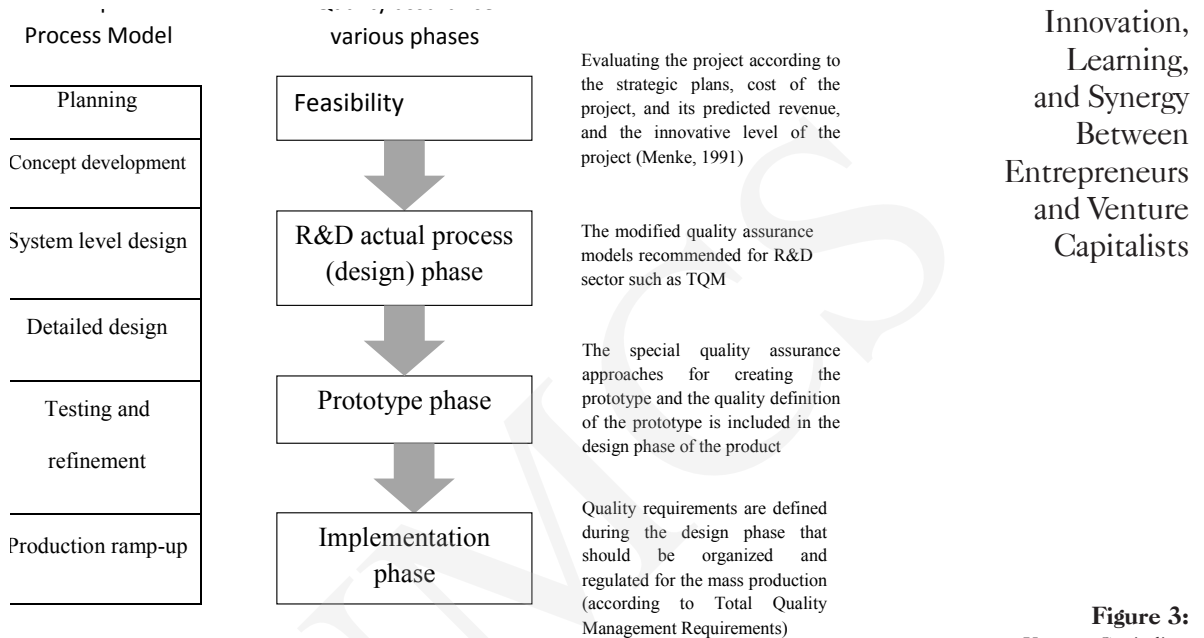 Process Model
Planning
Concept development
System level design
Detailed design
Testing and
refinement
Production ramp-up
various phases
Feasibility
R&D actual process
(design) phase
Prototype phase
Implementation
phase
Evaluating the project according to
the strategic plans, cost of the
project, and its predicted revenue,
and the innovative level of the
project (Menke, 1991)
The modified quality assurance
models recommended for R&D
sector such as TQM
The special quality assurance
approaches for creating the
prototype and the quality definition
of the prototype is included in the
design phase of the product
Quality requirements are defined
during the design phase that
should be organized and
regulated for the mass production
(according to Total Quality
Management Requirements)
Innovation,
Learning,
and Synergy
Between
Entrepreneurs
and Venture
Capitalists
Figure 3: